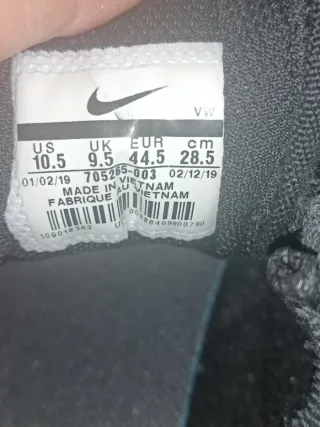 VW
US UK EUR cm
10.5 9.5 44.5 28.5
01/02/19 705265-003 02/12/19
MADE IN VIETNAM
FABRIQUE AU VIETNAM